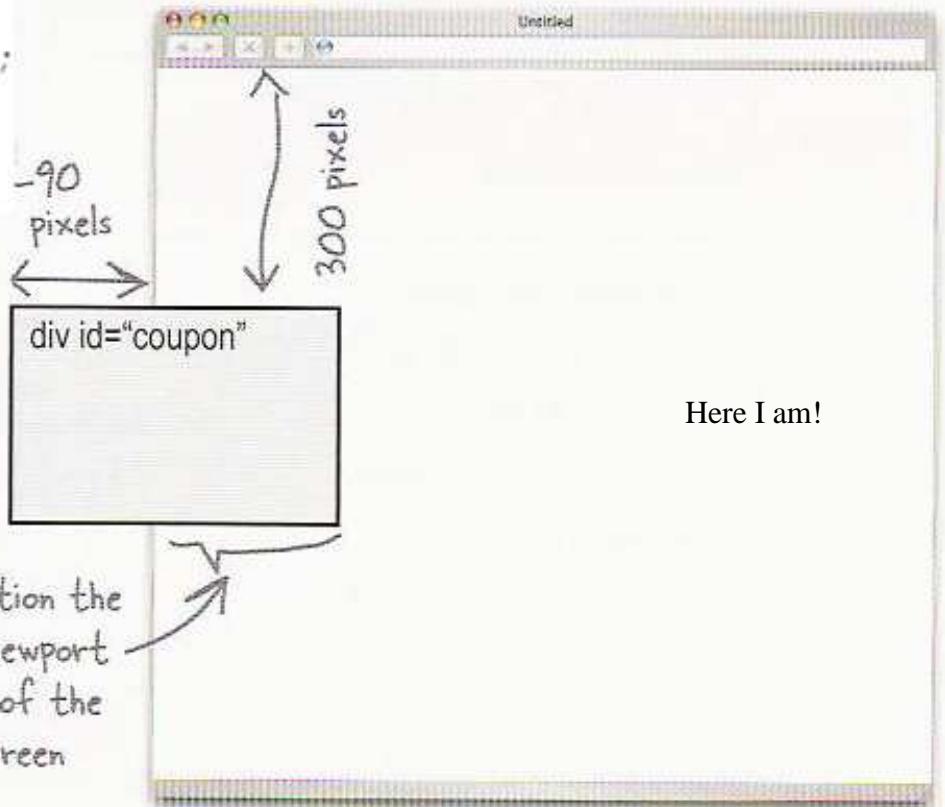 Untitled
;
-90
pixels
300 pixels
div id="coupon"
Here I am!
tion the
ewport
of the
reen